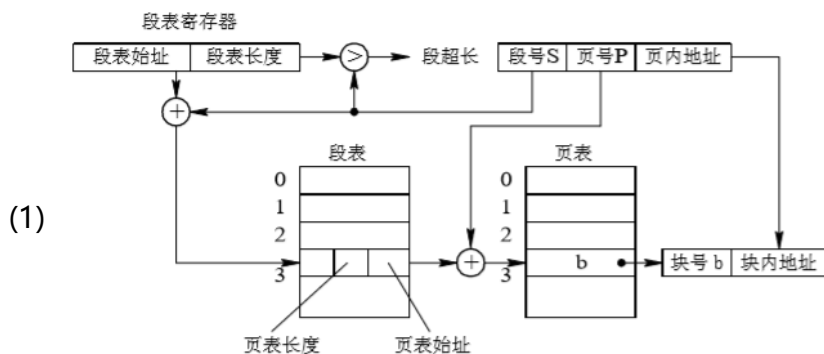 段表寄存器
段表始址 段表长度 > 段超长 段号S 页号P 页内地址
+
段表 页表
0 0
1 1
(1)
2 2
3 + 3 b 块号 b 块内地址
页表长度 页表始址